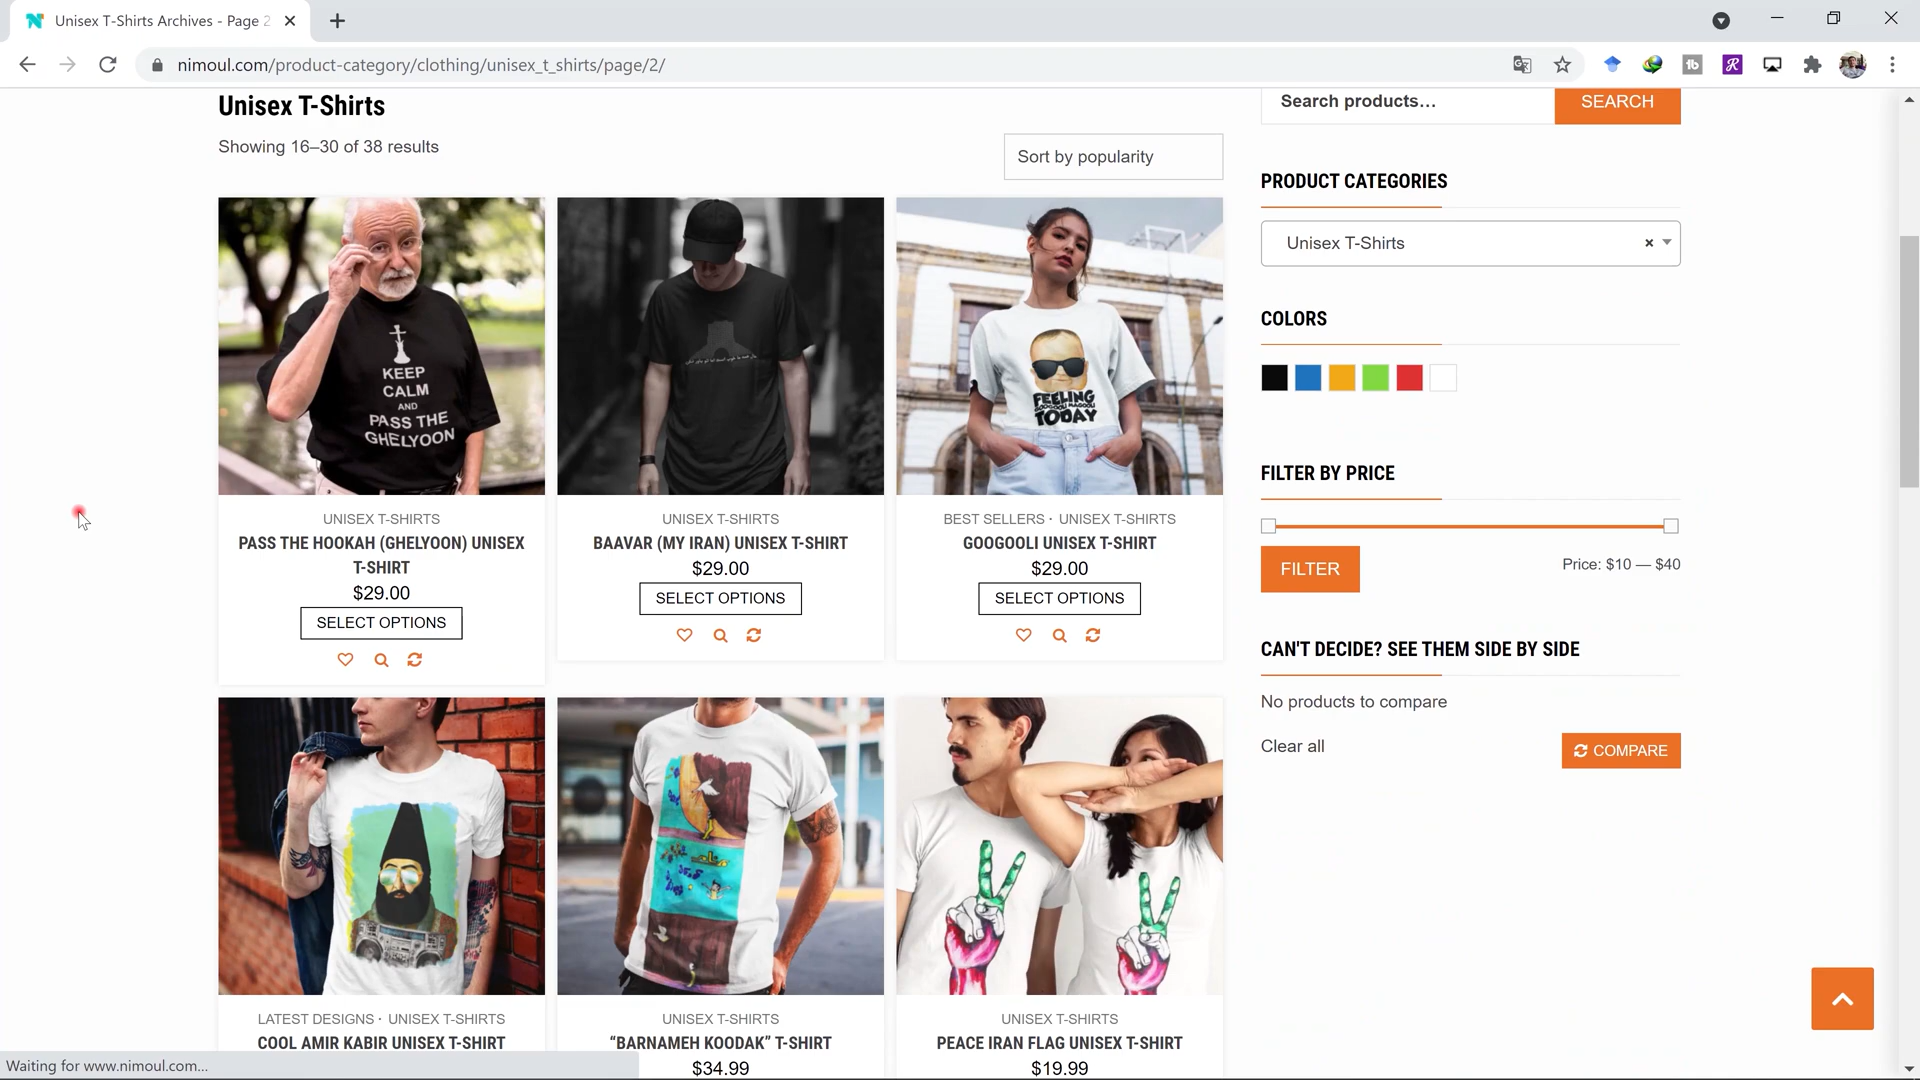 Unisex T-Shirts Archives - Page 2
nimoul.com/product-category/clothing/unisex_t_shirts/page/2/
Unisex T-Shirts
Showing 16–30 of 38 results
Sort by popularity
KEEP
CALM
AND
PASS THE
GHELYOON
FEELING
GOOGOOLI MAGOOLI
TODAY
UNISEX T-SHIRTS
PASS THE HOOKAH (GHELYOON) UNISEX
T-SHIRT
$29.00
SELECT OPTIONS
UNISEX T-SHIRTS
BAAVAR (MY IRAN) UNISEX T-SHIRT
$29.00
SELECT OPTIONS
BEST SELLERS · UNISEX T-SHIRTS
GOOGOOLI UNISEX T-SHIRT
$29.00
SELECT OPTIONS
LATEST DESIGNS · UNISEX T-SHIRTS
COOL AMIR KABIR UNISEX T-SHIRT
UNISEX T-SHIRTS
“BARNAMEH KOODAK” T-SHIRT
$34.99
UNISEX T-SHIRTS
PEACE IRAN FLAG UNISEX T-SHIRT
$19.99
Search products…
SEARCH
PRODUCT CATEGORIES
Unisex T-Shirts
COLORS
FILTER BY PRICE
FILTER
Price: $10 — $40
CAN'T DECIDE? SEE THEM SIDE BY SIDE
No products to compare
Clear all
COMPARE
Waiting for www.nimoul.com...